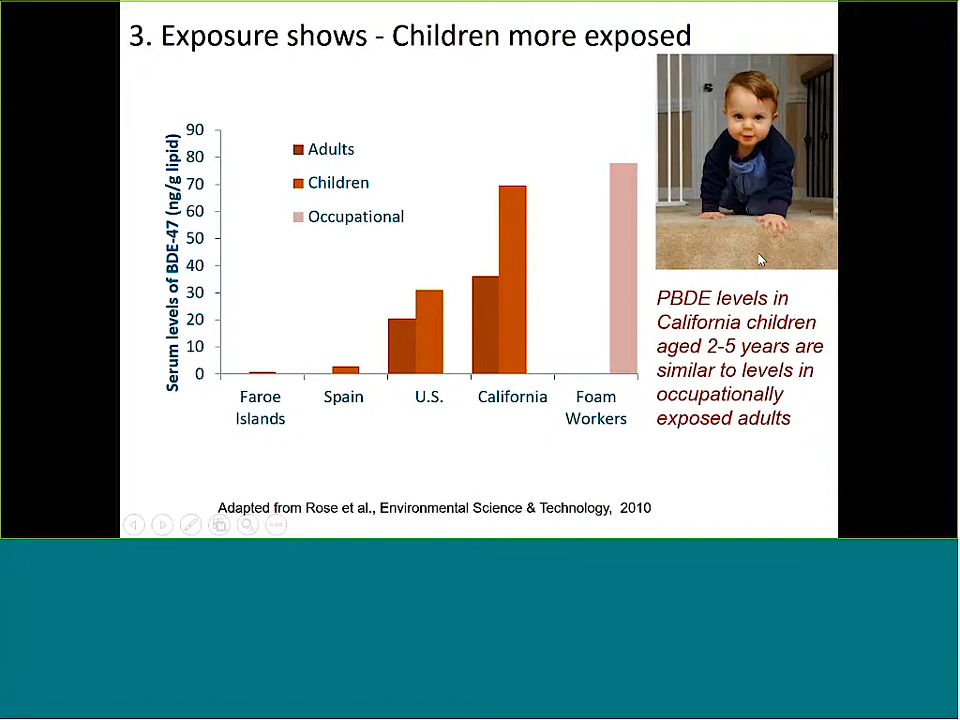 3. Exposure shows - Children more exposed
Serum levels of BDE-47 (ng/g lipid)
90
80
70
60
50
40
30
20
10
0
Adults
Children
Occupational
Faroe
Islands
Spain
U.S.
California
Foam
Workers
PBDE levels in
California children
aged 2-5 years are
similar to levels in
occupationally
exposed adults
Adapted from Rose et al., Environmental Science & Technology, 2010